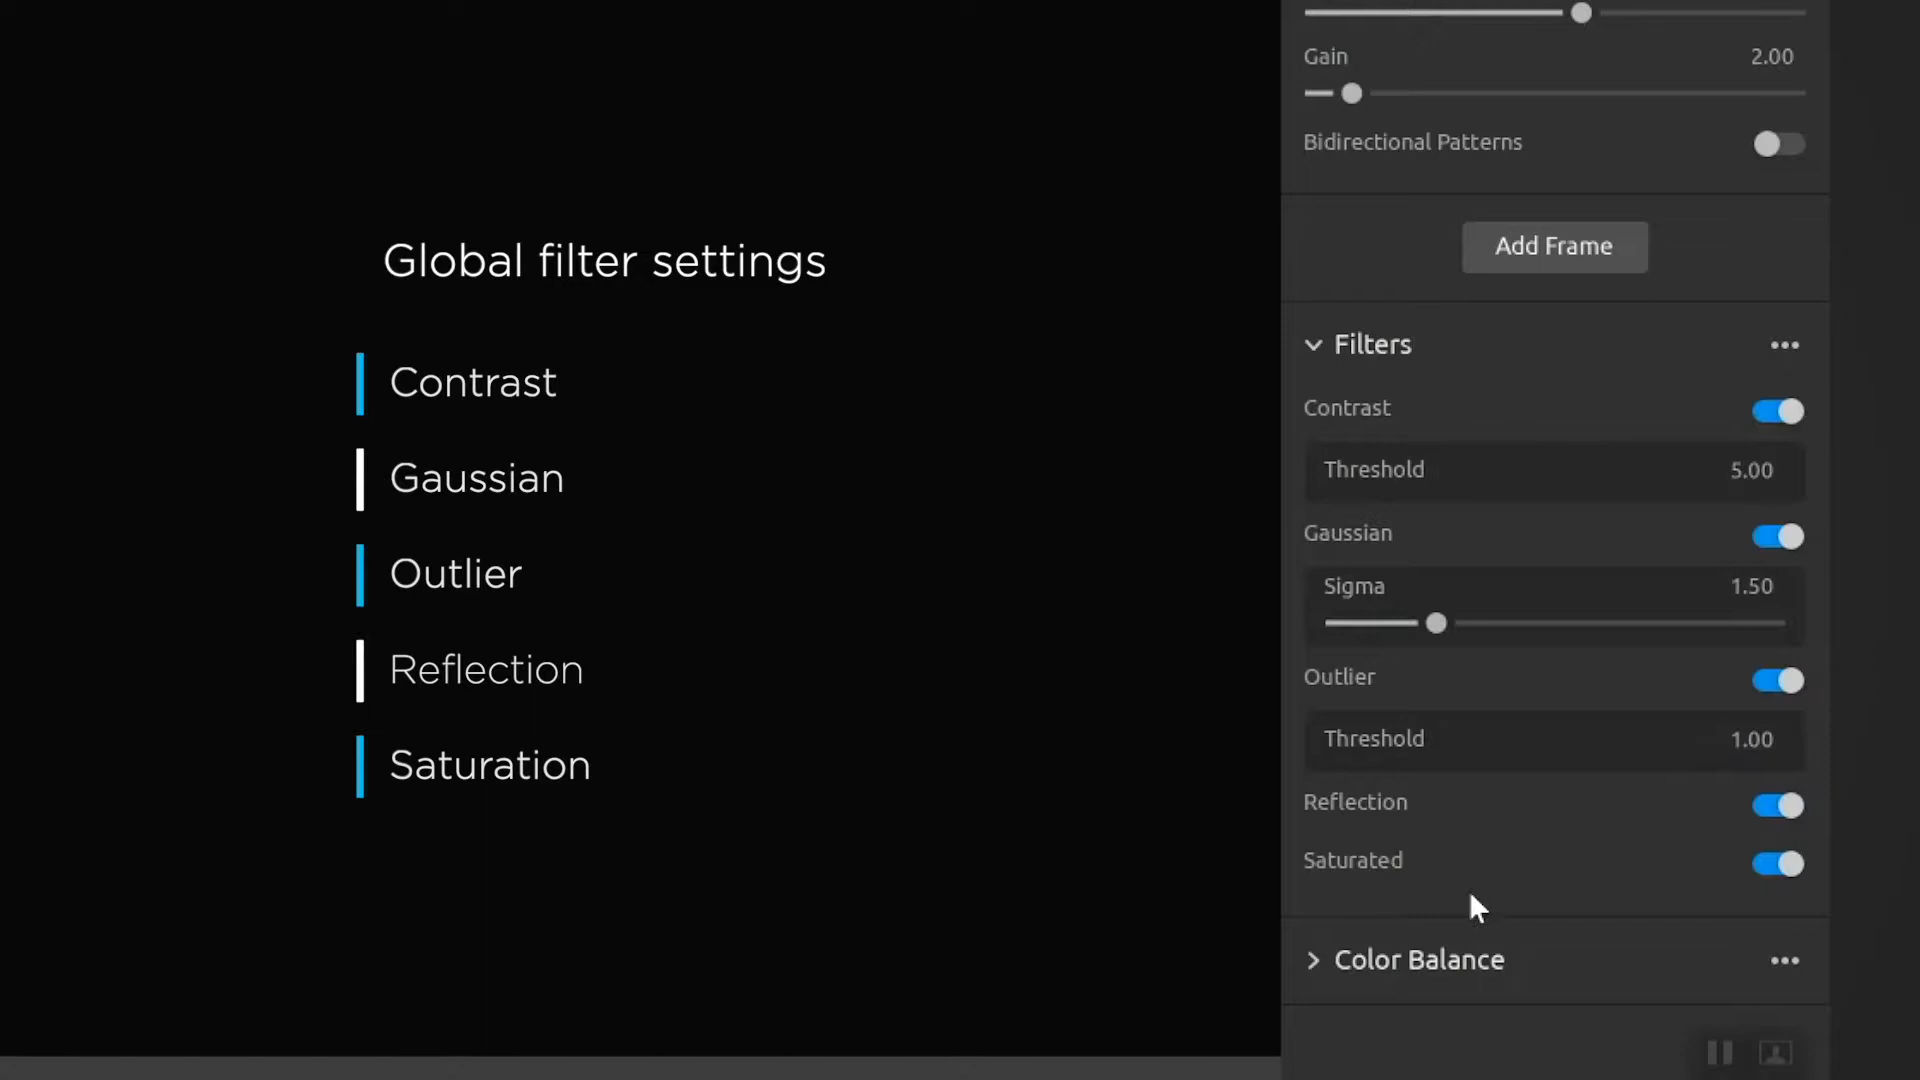 Global filter settings
Contrast
Gaussian
Outlier
Reflection
Saturation
Gain 2.00
Bidirectional Patterns
Add Frame
Filters
Contrast
Threshold 5.00
Gaussian
Sigma 1.50
Outlier
Threshold 1.00
Reflection
Saturated
Color Balance